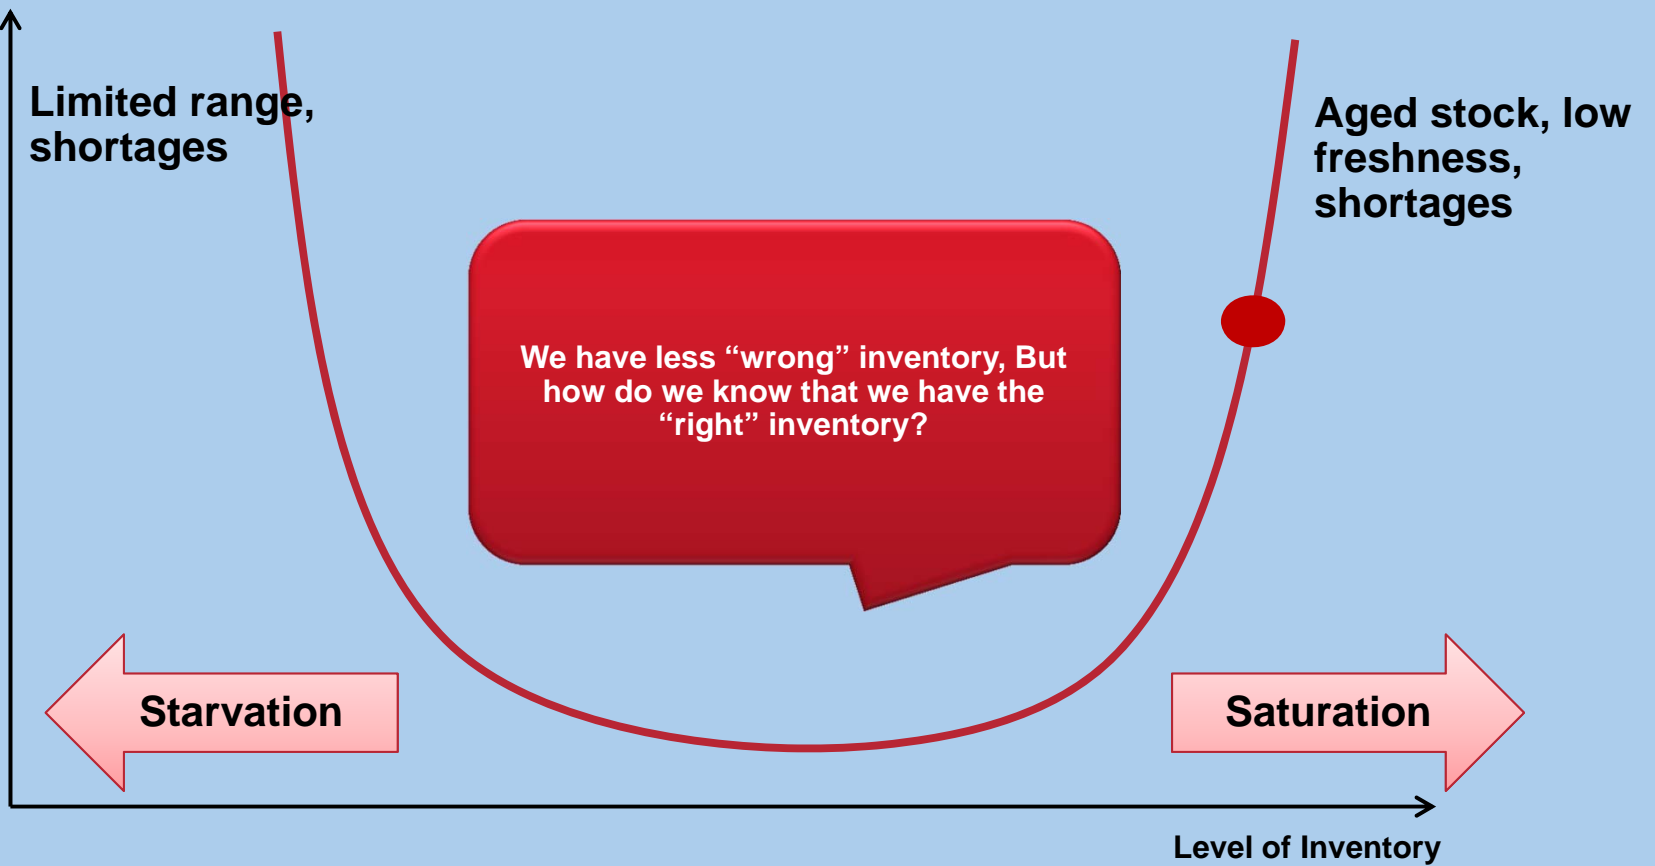 Limited range,
shortages
Aged stock, low
freshness,
shortages
We have less “wrong” inventory, But
how do we know that we have the
“right” inventory?
Starvation
Saturation
Level of Inventory